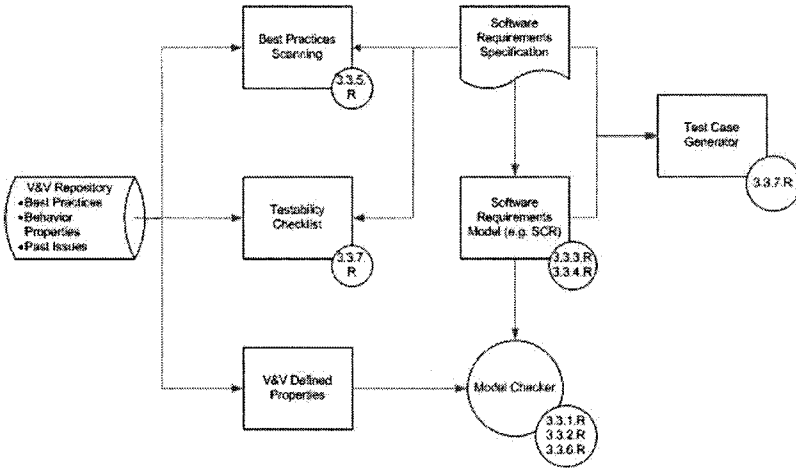 Best Practices
Scanning
3.3.5.
R
Software
Requirements
Specification
Test Case
Generator
3.3.7.R
V&V Repository
•Best Practices
•Behavior
Properties
•Past Issues
Testability
Checklist
3.3.7.
R
Software
Requirements
Model (e.g. SCR)
3.3.3.R
3.3.4.R
V&V Defined
Properties
Model Checker
3.3.1.R
3.3.2.R
3.3.6.R